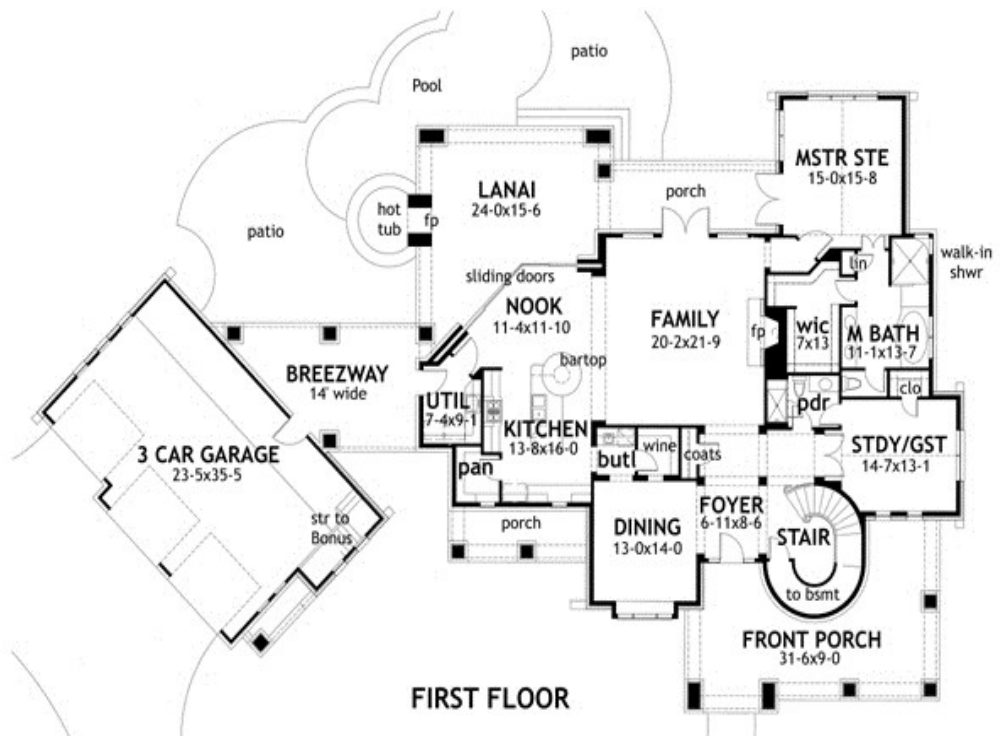 patio
Pool
MSTR STE
15-0x15-8
LANAI
24-0x15-6
porch
hot
tub
fp
patio
walk-in
shwr
lin
sliding doors
NOOK
11-4x11-10
FAMILY
20-2x21-9
fp
wic
7x13
M BATH
11-1x13-7
bartop
BREEZWAY
14' wide
UTIL
7-4x9-1
clo
pdr
KITCHEN
13-8x16-0
3 CAR GARAGE
23-5x35-5
pan
butl
wine
coats
STDY/GST
14-7x13-1
str to
Bonus
porch
DINING
13-0x14-0
FOYER
6-11x8-6
STAIR
to bsmt
FRONT PORCH
31-6x9-0
FIRST FLOOR